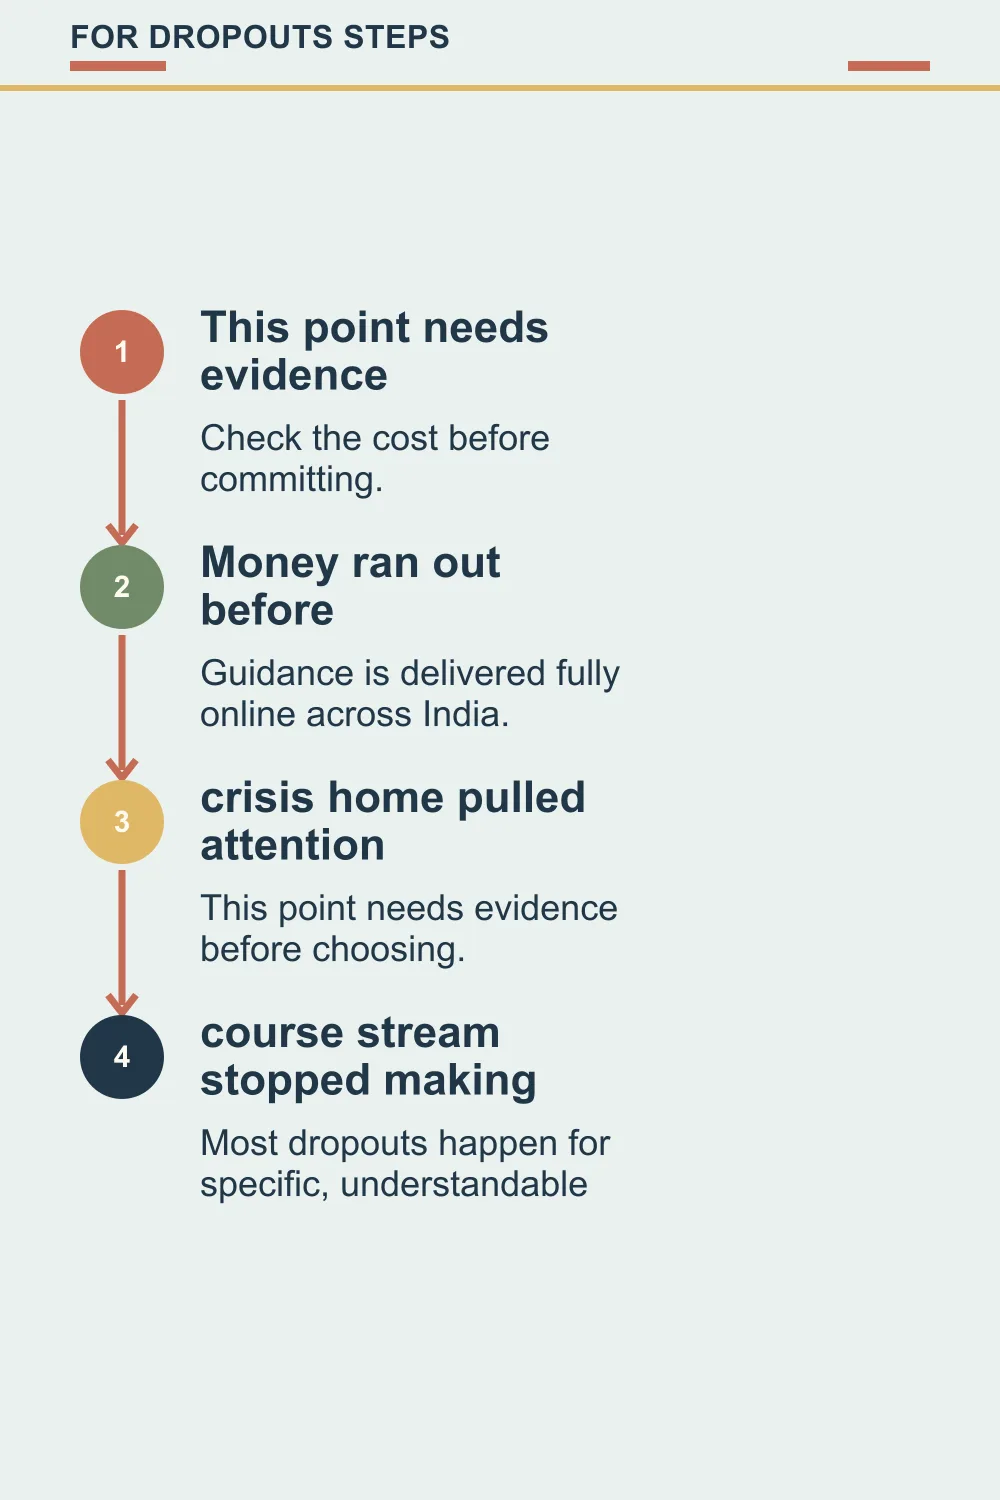 FOR DROPOUTS STEPS
1
This point needs
evidence
Check the cost before
committing.
2
Money ran out
before
Guidance is delivered fully
online across India.
3
crisis home pulled
attention
This point needs evidence
before choosing.
4
course stream
stopped making
Most dropouts happen for
specific, understandable